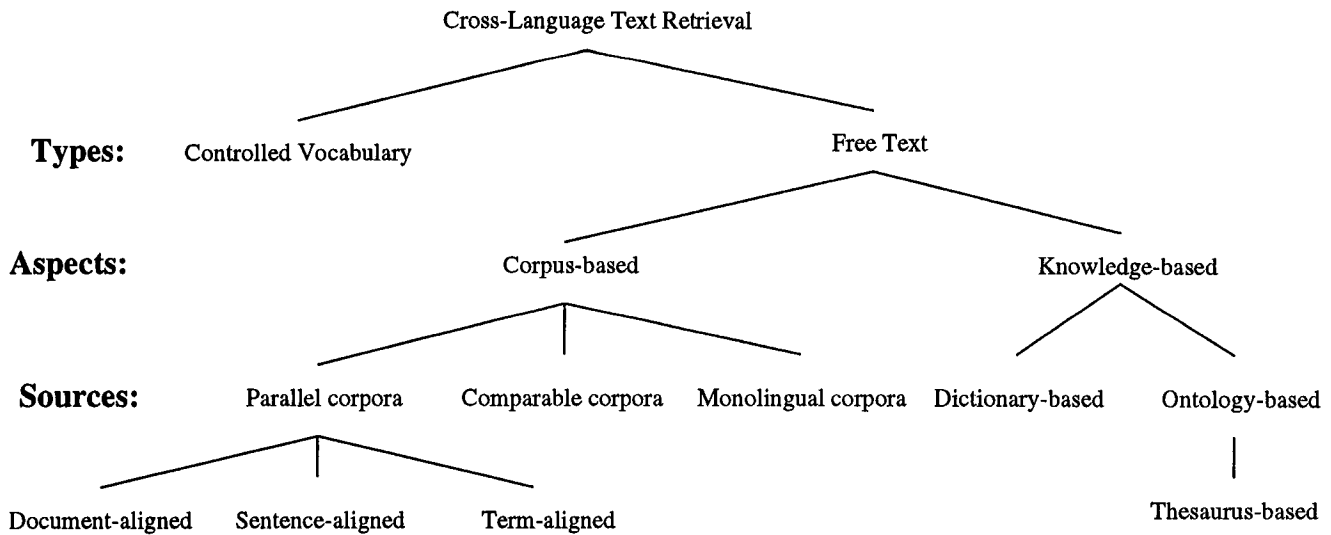 Cross-Language Text Retrieval
Types: Controlled Vocabulary Free Text
Aspects: Corpus-based Knowledge-based
Sources: Parallel corpora Comparable corpora Monolingual corpora Dictionary-based Ontology-based
Document-aligned Sentence-aligned Term-aligned Thesaurus-based